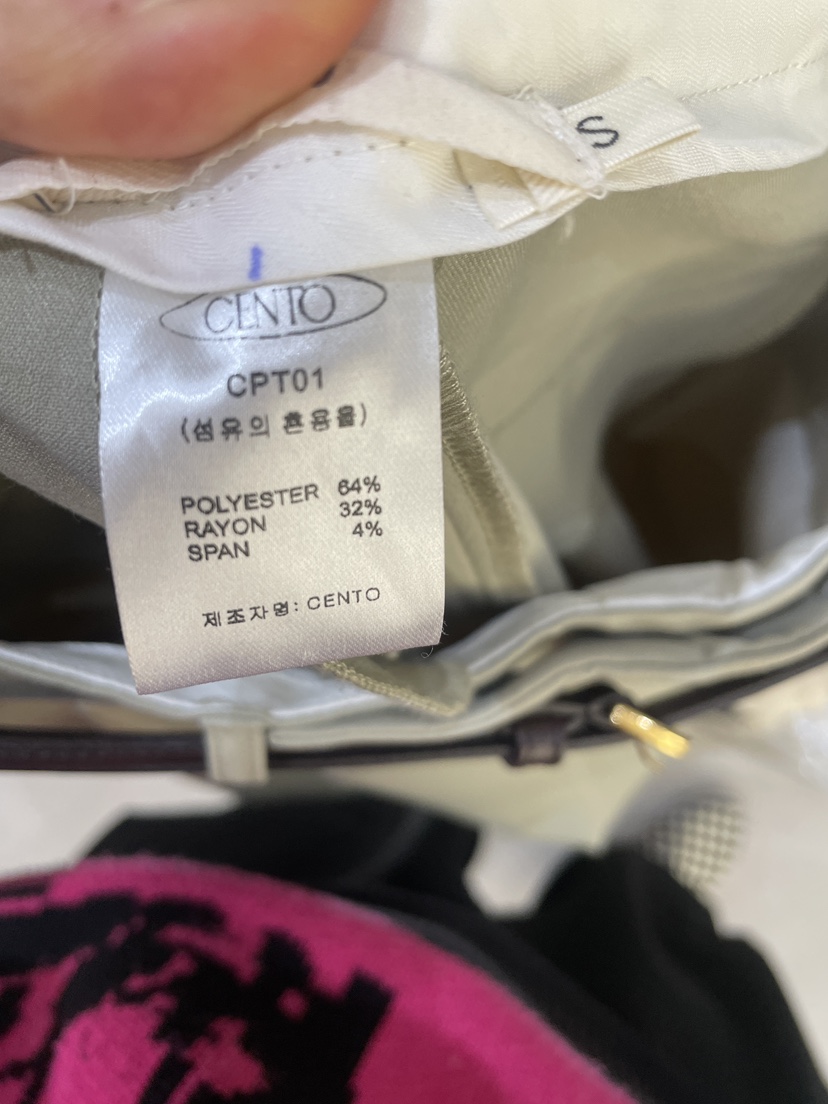 S
CENTO
CPT01
(섬유의 혼용율)
POLYESTER 64%
RAYON 32%
SPAN 4%
제조자명: CENTO